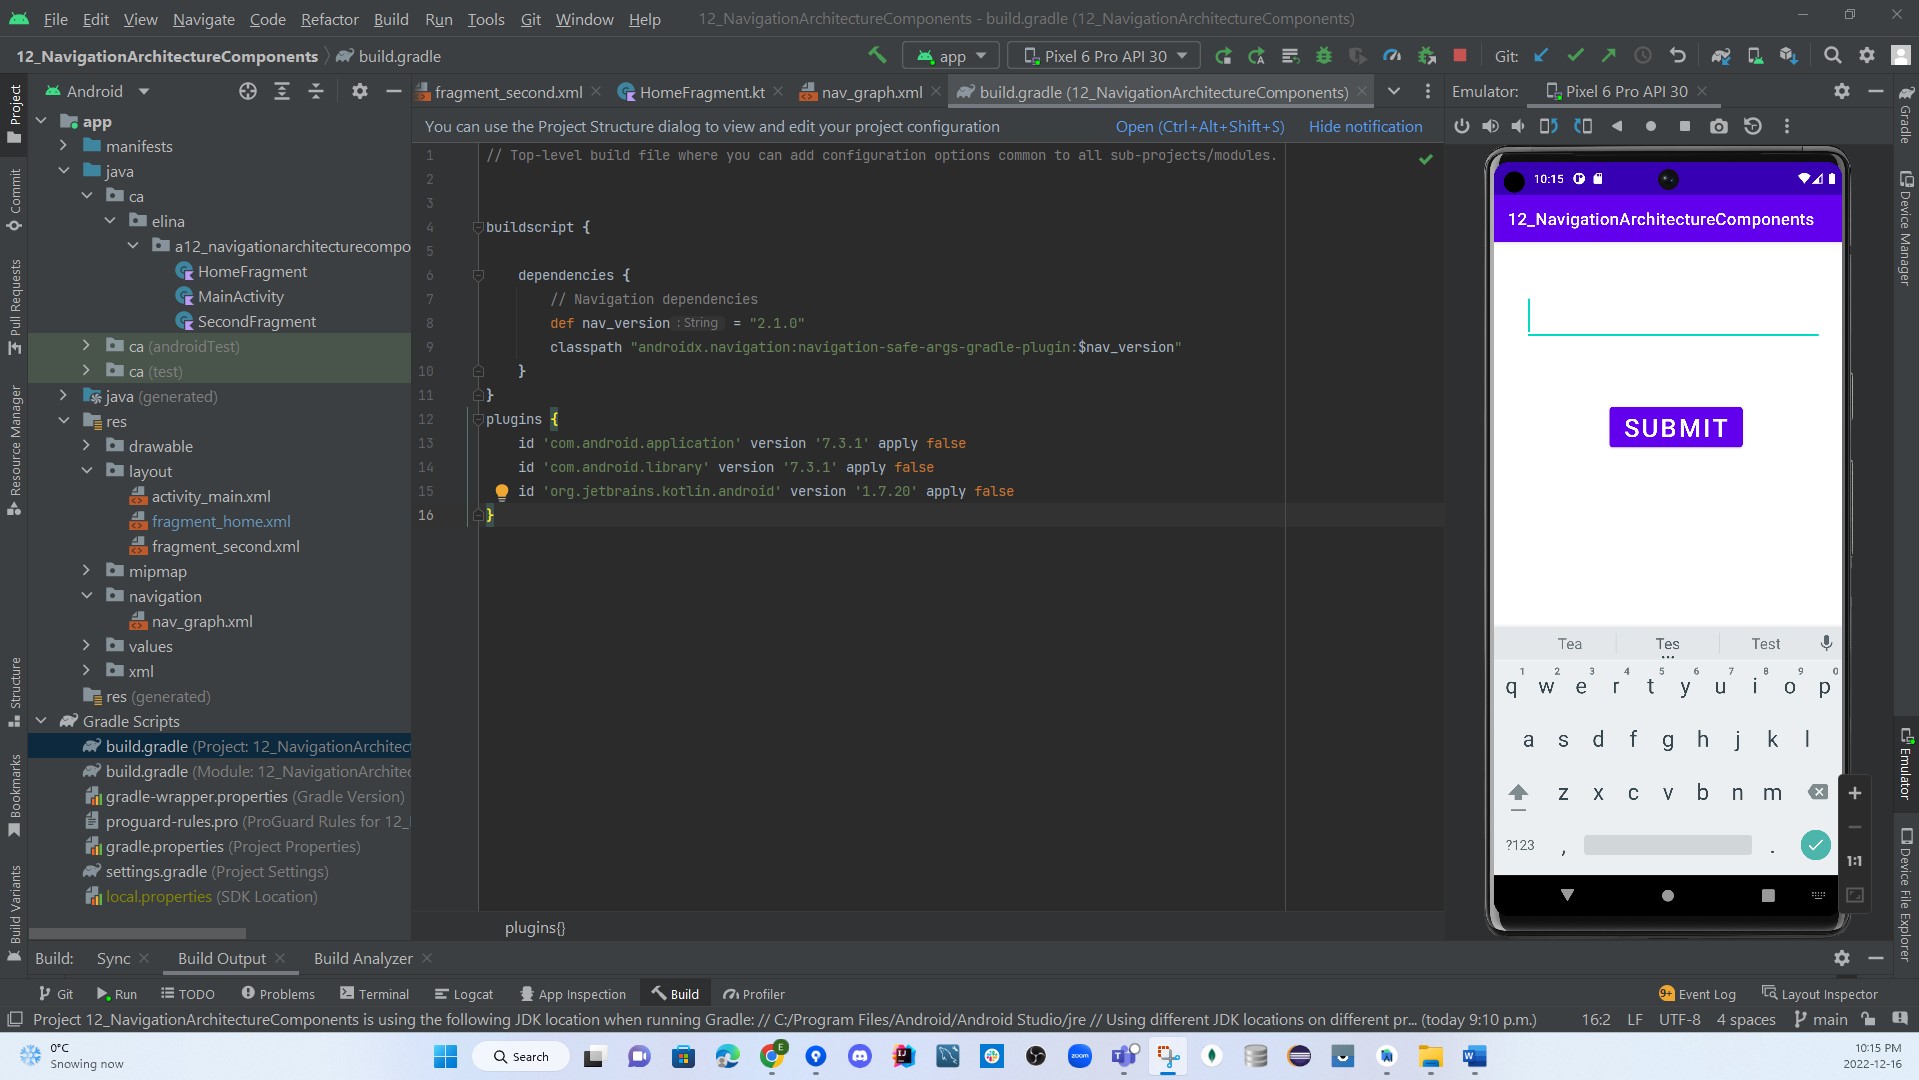 File Edit View Navigate Code Refactor Build Run Tools Git Window Help 12_NavigationArchitectureComponents - build.gradle (12_NavigationArchitectureComponents)
12_NavigationArchitectureComponents build.gradle app Pixel 6 Pro API 30 Git:
Android fragment_second.xml HomeFragment.kt nav_graph.xml build.gradle (12_NavigationArchitectureComponents) Emulator: Pixel 6 Pro API 30
You can use the Project Structure dialog to view and edit your project configuration Open (Ctrl+Alt+Shift+S) Hide notification
Project
Commit
Pull Requests
Resource Manager
Structure
Bookmarks
Build Variants
app
manifests
java
ca
elina
a12_navigationarchitecturecompo
HomeFragment
MainActivity
SecondFragment
ca (androidTest)
ca (test)
java (generated)
res
drawable
layout
activity_main.xml
fragment_home.xml
fragment_second.xml
mipmap
navigation
nav_graph.xml
values
xml
res (generated)
Gradle Scripts
build.gradle (Project: 12_NavigationArchitect
build.gradle (Module: 12_NavigationArchitec
gradle-wrapper.properties (Gradle Version)
proguard-rules.pro (ProGuard Rules for 12_
gradle.properties (Project Properties)
settings.gradle (Project Settings)
local.properties (SDK Location)
1 // Top-level build file where you can add configuration options common to all sub-projects/modules.
2
3
4 buildscript {
5
6 dependencies {
7 // Navigation dependencies
8 def nav_version : String = "2.1.0"
9 classpath "androidx.navigation:navigation-safe-args-gradle-plugin:$nav_version"
10 }
11 }
12 plugins {
13 id 'com.android.application' version '7.3.1' apply false
14 id 'com.android.library' version '7.3.1' apply false
15 id 'org.jetbrains.kotlin.android' version '1.7.20' apply false
16 }
plugins{}
10:15
12_NavigationArchitectureComponents
SUBMIT
Tea Tes Test
1 2 3 4 5 6 7 8 9 0
q w e r t y u i o p
a s d f g h j k l
z x c v b n m
?123 , .
1:1
Gradle
Device Manager
Emulator
Device File Explorer
Build: Sync Build Output Build Analyzer
Git Run TODO Problems Terminal Logcat App Inspection Build Profiler 9+ Event Log Layout Inspector
Project 12_NavigationArchitectureComponents is using the following JDK location when running Gradle: // C:/Program Files/Android/Android Studio/jre // Using different JDK locations on different pr... (today 9:10 p.m.) 16:2 LF UTF-8 4 spaces main
0°C
Snowing now
Search
zoom
10:15 PM
2022-12-16